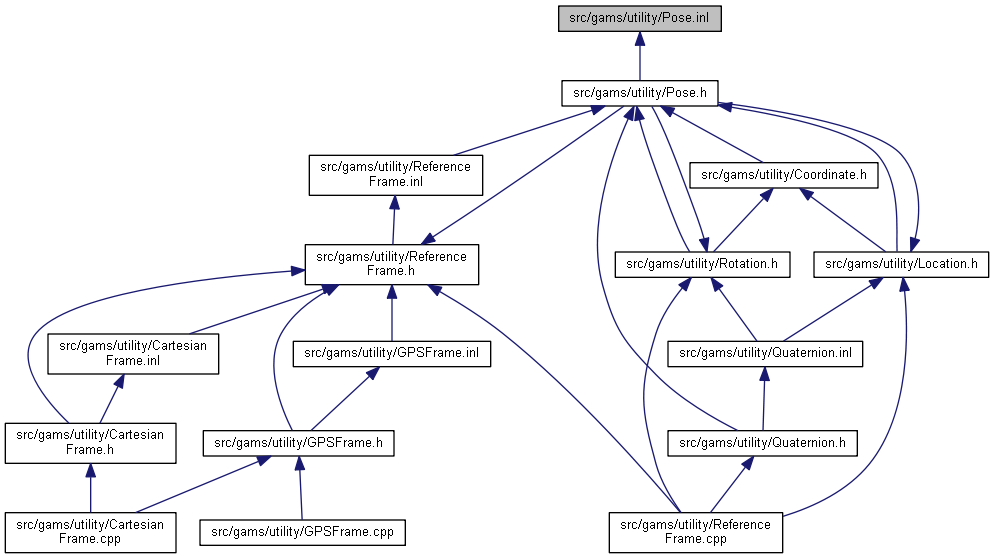 src/gams/utility/Pose.inl
src/gams/utility/Pose.h
src/gams/utility/Reference
Frame.inl
src/gams/utility/Coordinate.h
src/gams/utility/Reference
Frame.h
src/gams/utility/Rotation.h
src/gams/utility/Location.h
src/gams/utility/Cartesian
Frame.inl
src/gams/utility/GPSFrame.inl
src/gams/utility/Quaternion.inl
src/gams/utility/Cartesian
Frame.h
src/gams/utility/GPSFrame.h
src/gams/utility/Quaternion.h
src/gams/utility/Cartesian
Frame.cpp
src/gams/utility/GPSFrame.cpp
src/gams/utility/Reference
Frame.cpp